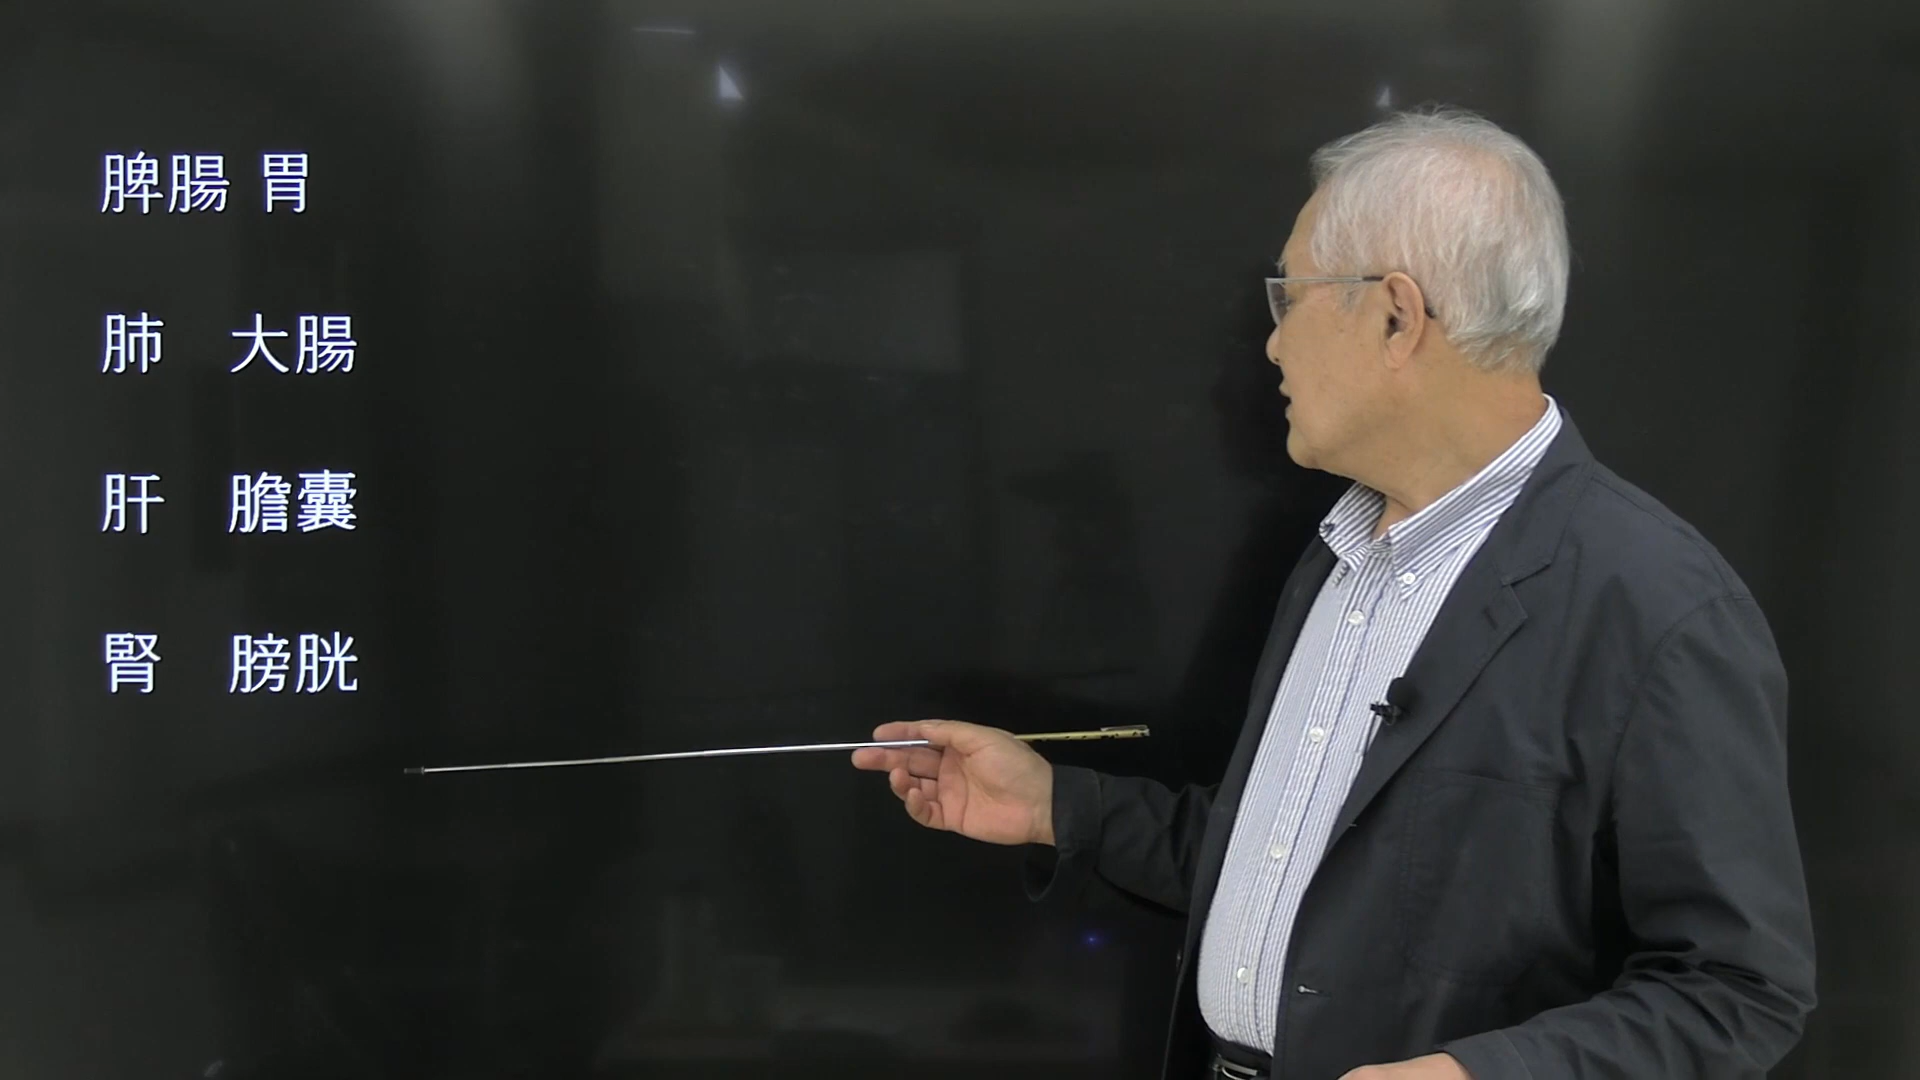 脾腸 胃
肺　大腸
肝　膽囊
腎　膀胱